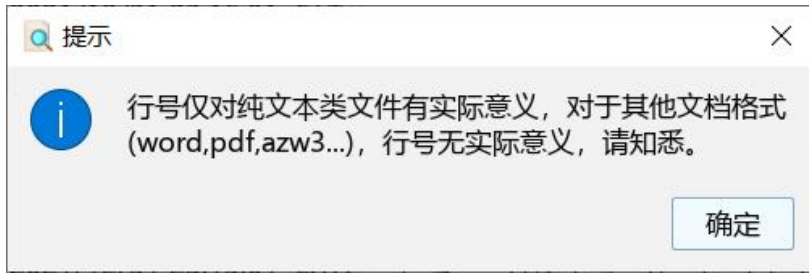 提示
行号仅对纯文本类文件有实际意义，对于其他文档格式
(word,pdf,azw3...)，行号无实际意义，请知悉。
确定